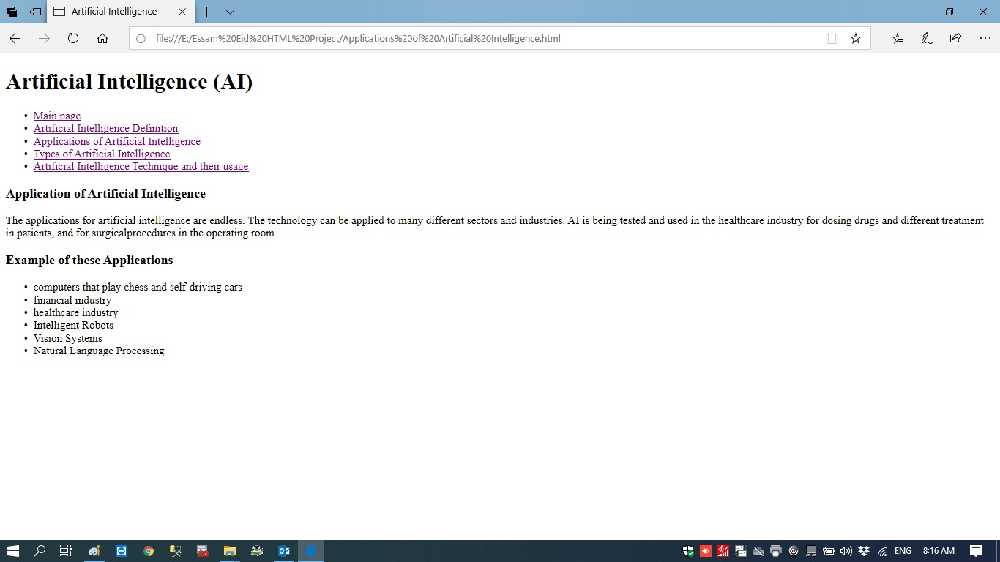 Artificial Intelligence
file:///E:/Essam%20Eid%20HTML%20Project/Applications%20of%20Artificial%20Intelligence.html
Artificial Intelligence (AI)
Main page
Artificial Intelligence Definition
Applications of Artificial Intelligence
Types of Artificial Intelligence
Artificial Intelligence Technique and their usage
Application of Artificial Intelligence
The applications for artificial intelligence are endless. The technology can be applied to many different sectors and industries. AI is being tested and used in the healthcare industry for dosing drugs and different treatment
in patients, and for surgicalprocedures in the operating room.
Example of these Applications
computers that play chess and self-driving cars
financial industry
healthcare industry
Intelligent Robots
Vision Systems
Natural Language Processing
ENG 8:16 AM